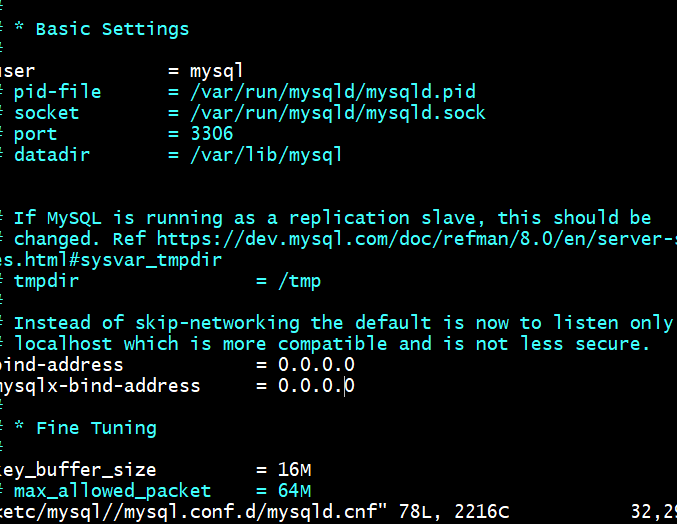 #
# * Basic Settings
#
user = mysql
# pid-file = /var/run/mysqld/mysqld.pid
# socket = /var/run/mysqld/mysqld.sock
# port = 3306
# datadir = /var/lib/mysql
# If MySQL is running as a replication slave, this should be
# changed. Ref https://dev.mysql.com/doc/refman/8.0/en/server-s
es.html#sysvar_tmpdir
# tmpdir = /tmp
#
# Instead of skip-networking the default is now to listen only
# localhost which is more compatible and is not less secure.
bind-address = 0.0.0.0
mysqlx-bind-address = 0.0.0.0
#
# * Fine Tuning
#
key_buffer_size = 16M
# max_allowed_packet = 64M
etc/mysql//mysql.conf.d/mysqld.cnf" 78L, 2216C 32,29